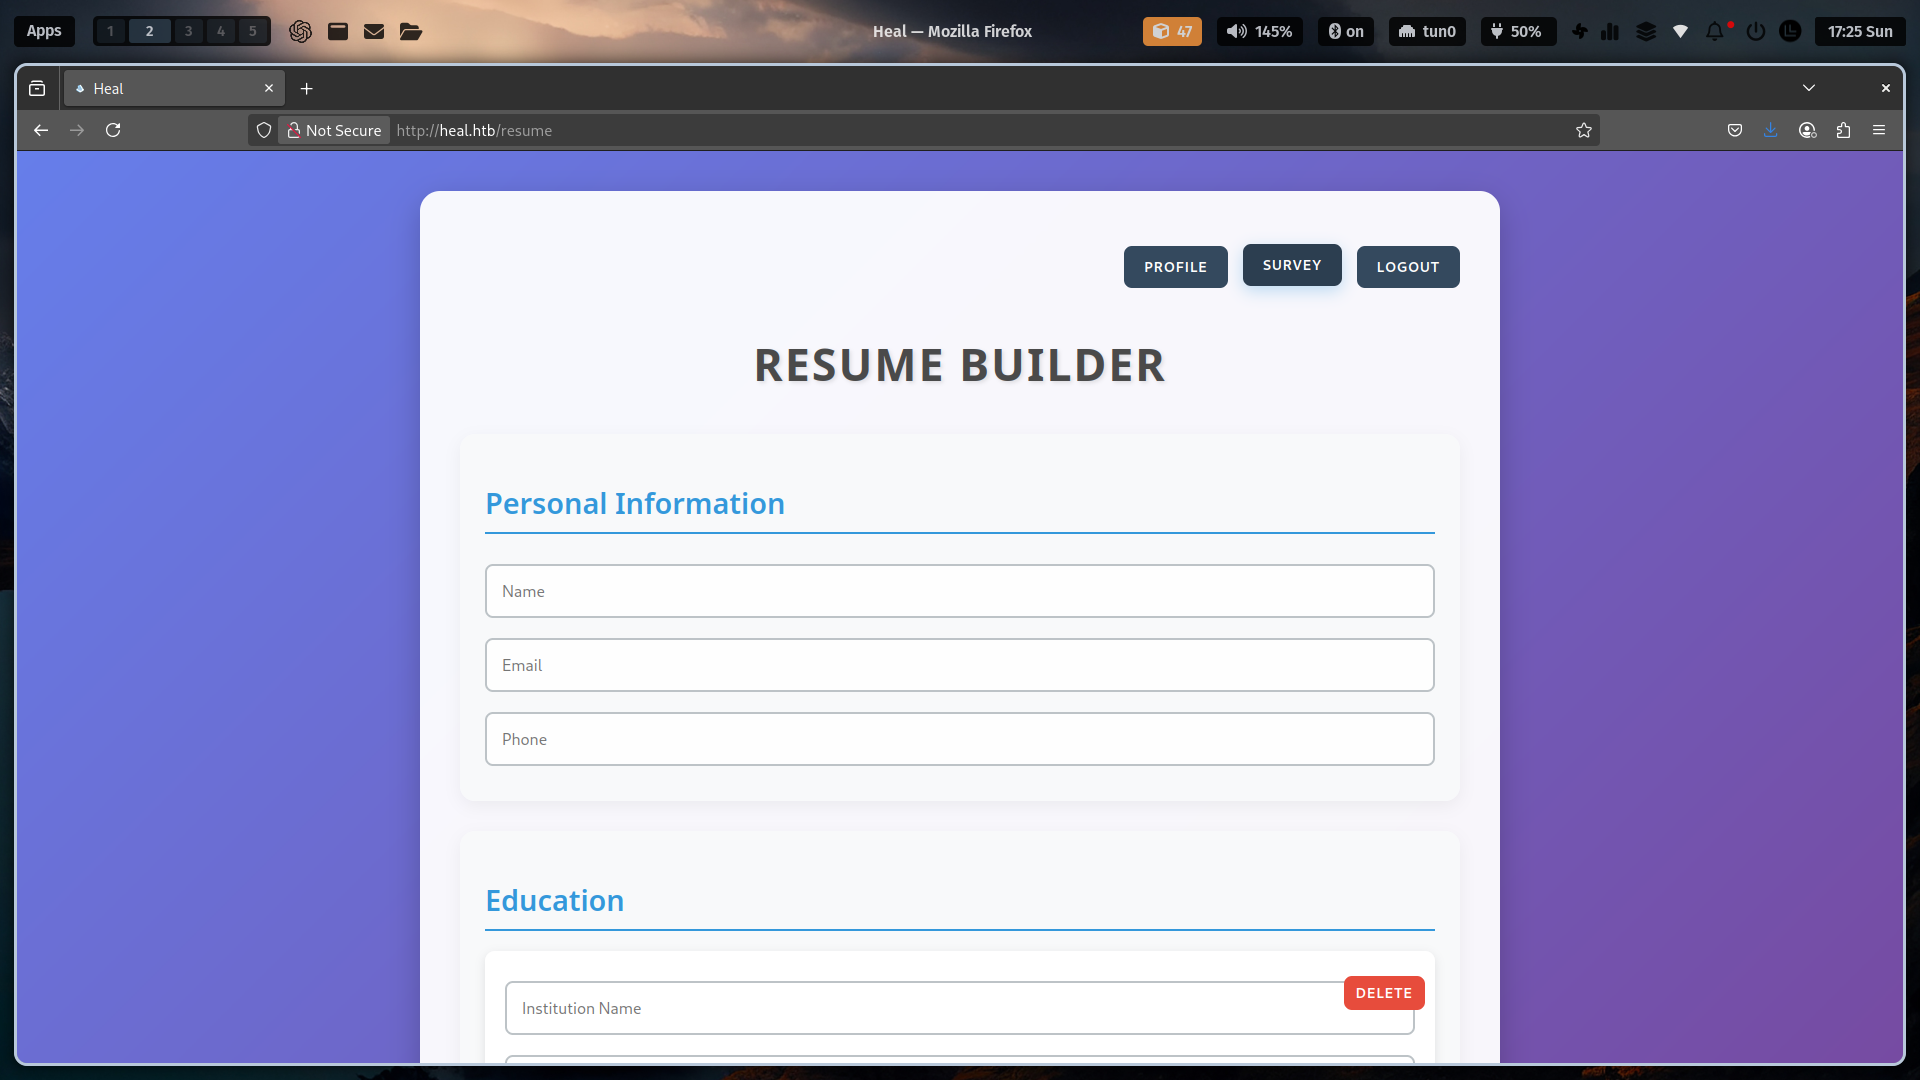 Apps 1 2 3 4 5 Heal — Mozilla Firefox 47 145% on tun0 50% 17:25 Sun
Heal
Not Secure http://heal.htb/resume
PROFILE SURVEY LOGOUT
RESUME BUILDER
Personal Information
Name
Email
Phone
Education
DELETE
Institution Name